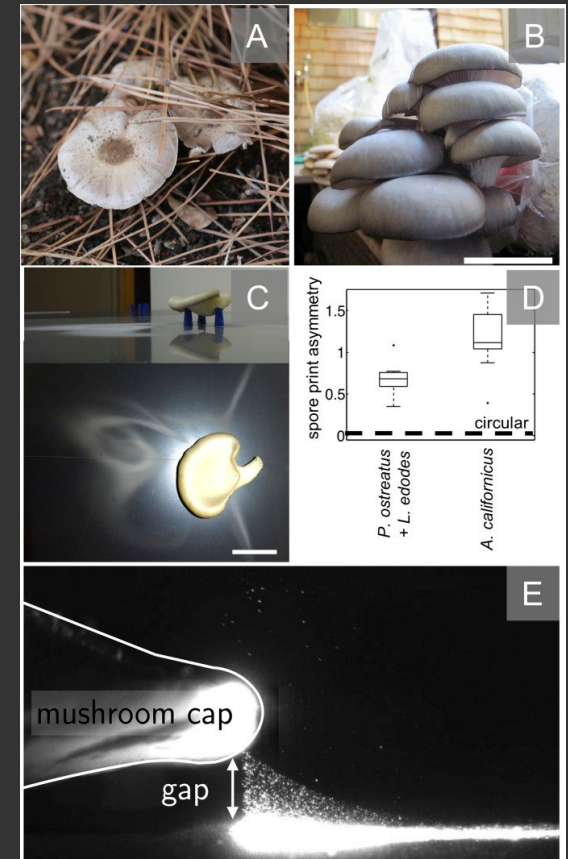 A
B
C
D
spore print asymmetry
1.5
1
0.5
0
circular
P. ostreatus
+ L. edodes
A. californicus
E
mushroom cap
gap